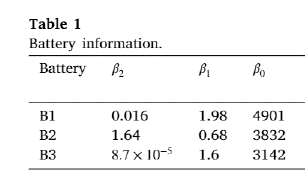 Table 1
Battery information.
Battery β₂ β₁ β₀
B1 0.016 1.98 4901
B2 1.64 0.68 3832
B3 8.7 × 10⁻⁵ 1.6 3142